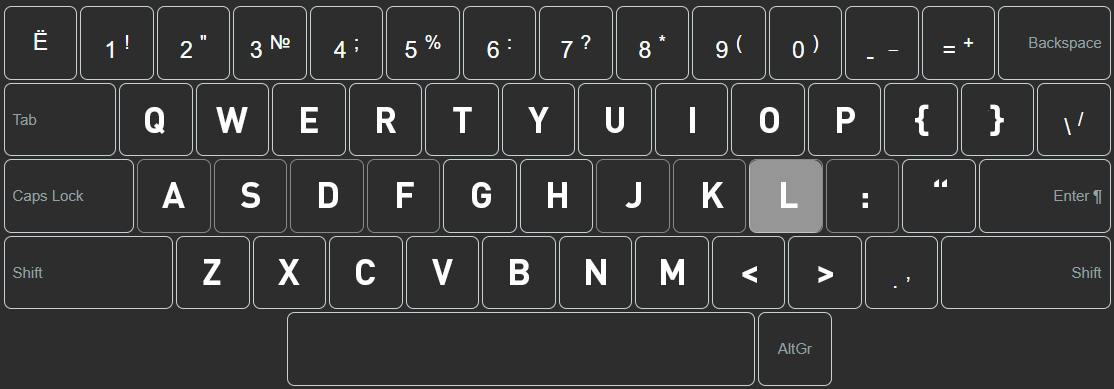 Ё 1 ! 2 " 3 № 4 ; 5 % 6 : 7 ? 8 * 9 ( 0 ) - _ = + Backspace
Tab Q W E R T Y U I O P { } \ /
Caps Lock A S D F G H J K L : “ Enter ¶
Shift Z X C V B N M < > . , Shift
AltGr